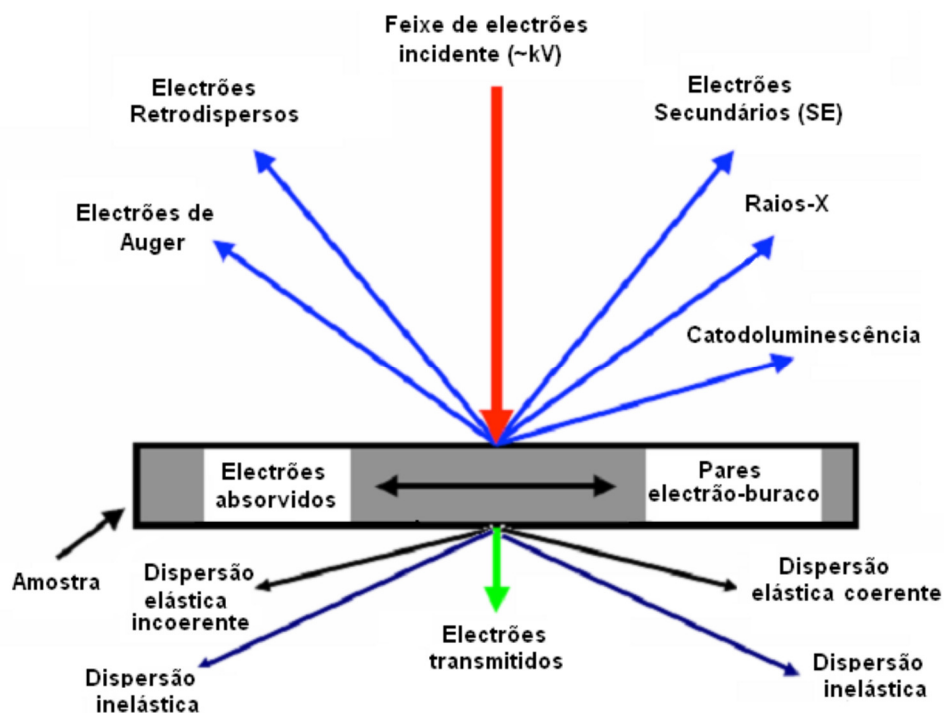 Feixe de electrões
incidente (~kV)
Electrões
Retrodispersos
Electrões
Secundários (SE)
Electrões de
Auger
Raios-X
Catodoluminescência
Electrões
absorvidos
Pares
electrão-buraco
Amostra
Dispersão
elástica
incoerente
Dispersão
elástica coerente
Electrões
transmitidos
Dispersão
inelástica
Dispersão
inelástica